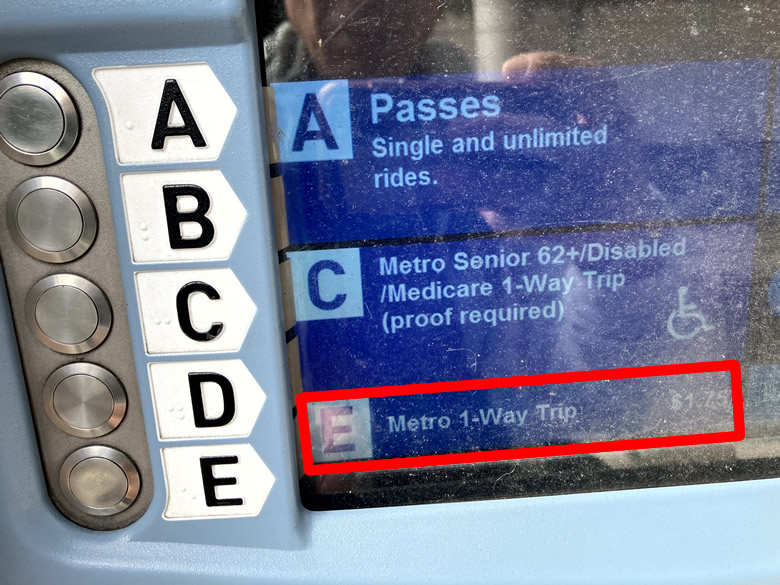 A
B
C
D
E
A
Passes
Single and unlimited
rides.
C
Metro Senior 62+/Disabled
/Medicare 1-Way Trip
(proof required)
E
Metro 1-Way Trip
$1.75